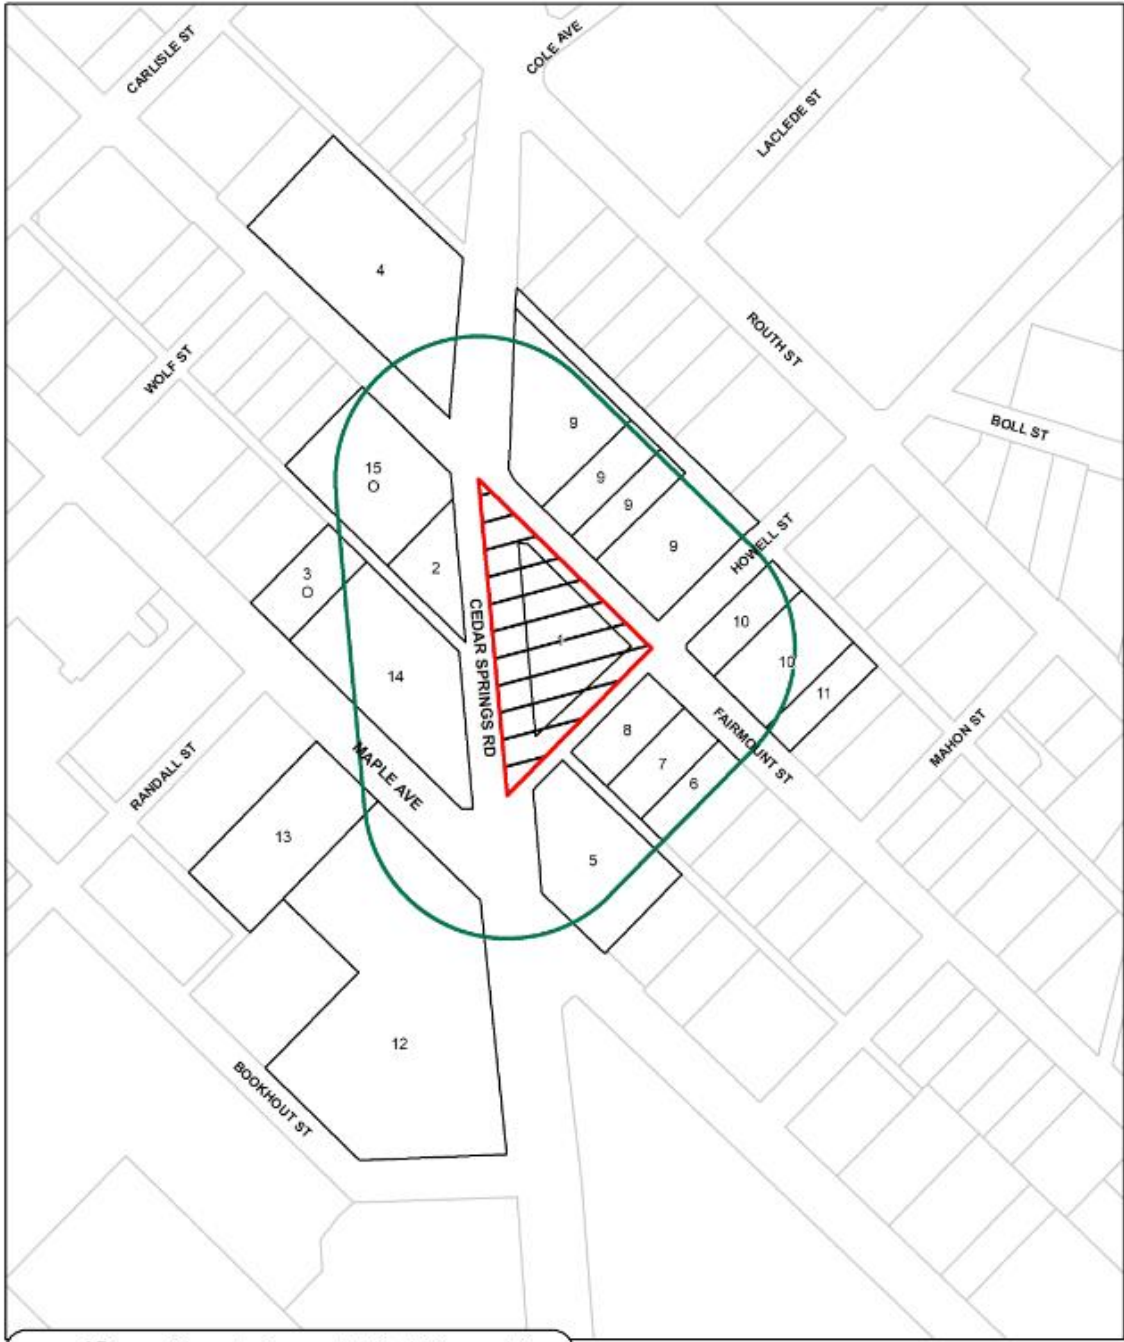 CARLISLE ST
COLE AVE
LACLEDE ST
4
ROUTH ST
WOLF ST
BOLL ST
9
15
O
9
9
9
HOWELL ST
2
3
O
CEDAR SPRINGS RD
1
10
10
14
11
8
FAIRMOUNT ST
MAHON ST
7
6
MAPLE AVE
RANDALL ST
13
5
12
BOOKHOUT ST